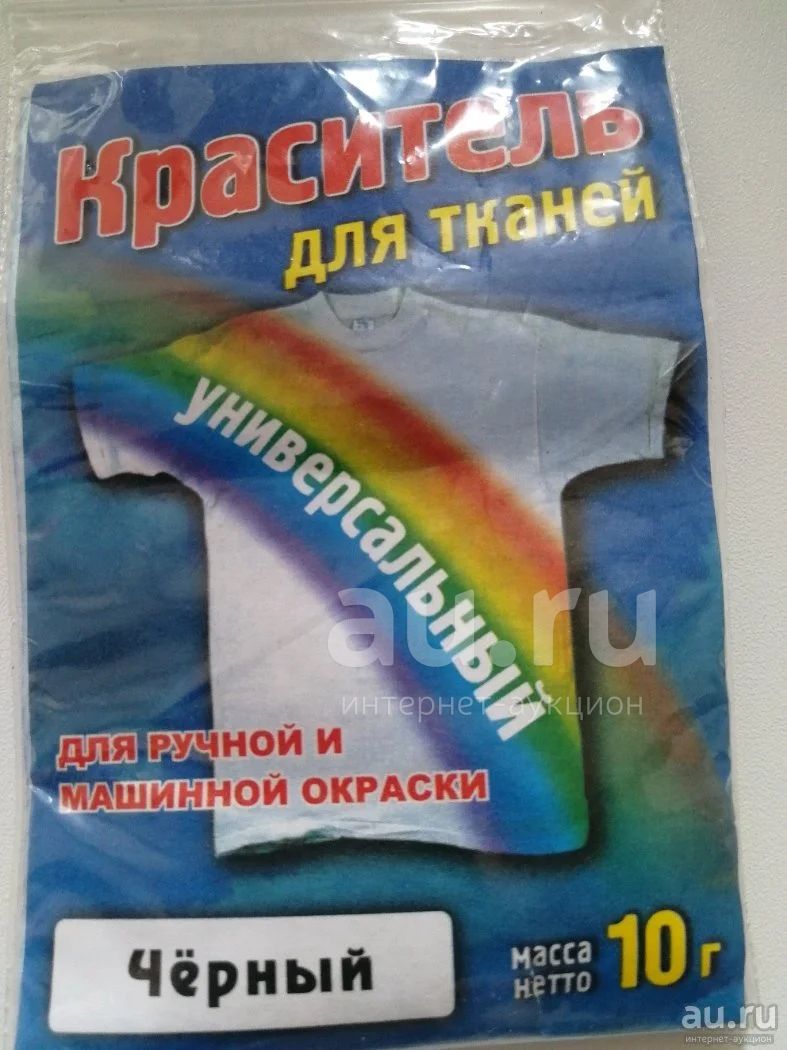 Краситель
для тканей
универсальный
au.ru
интернет-аукцион
ДЛЯ РУЧНОЙ И
МАШИННОЙ ОКРАСКИ
Чёрный
масса
нетто
10 г
au.ru
интернет-аукцион